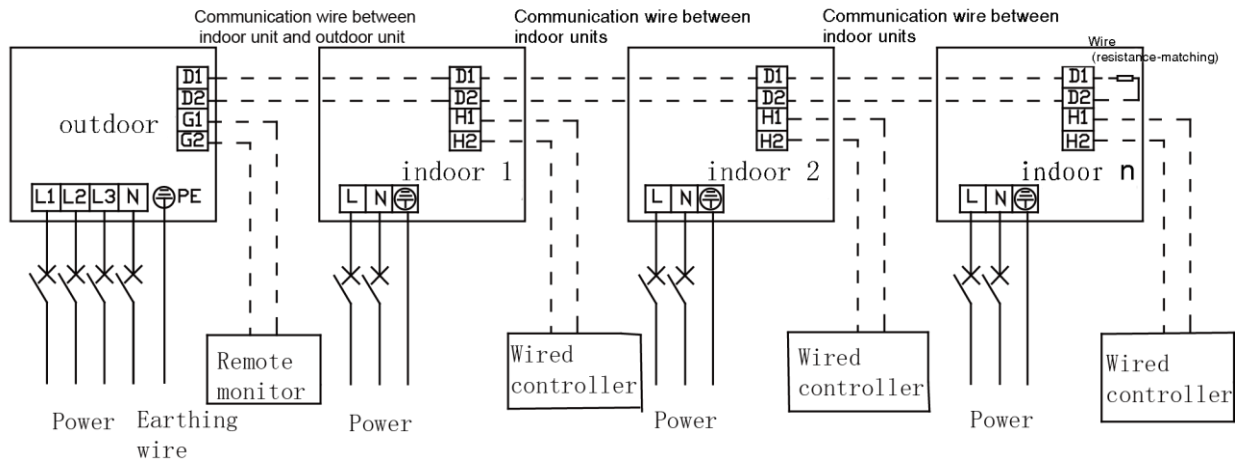 Communication wire between
indoor unit and outdoor unit
Communication wire between
indoor units
Communication wire between
indoor units
Wire
(resistance-matching)
outdoor
D1
D2
G1
G2
L1 L2 L3 N PE
Power
Earthing
wire
Remote
monitor
D1
D2
H1
H2
indoor 1
L N
Power
Wired
controller
D1
D2
H1
H2
indoor 2
L N
Power
Wired
controller
D1
D2
H1
H2
indoor n
L N
Power
Wired
controller